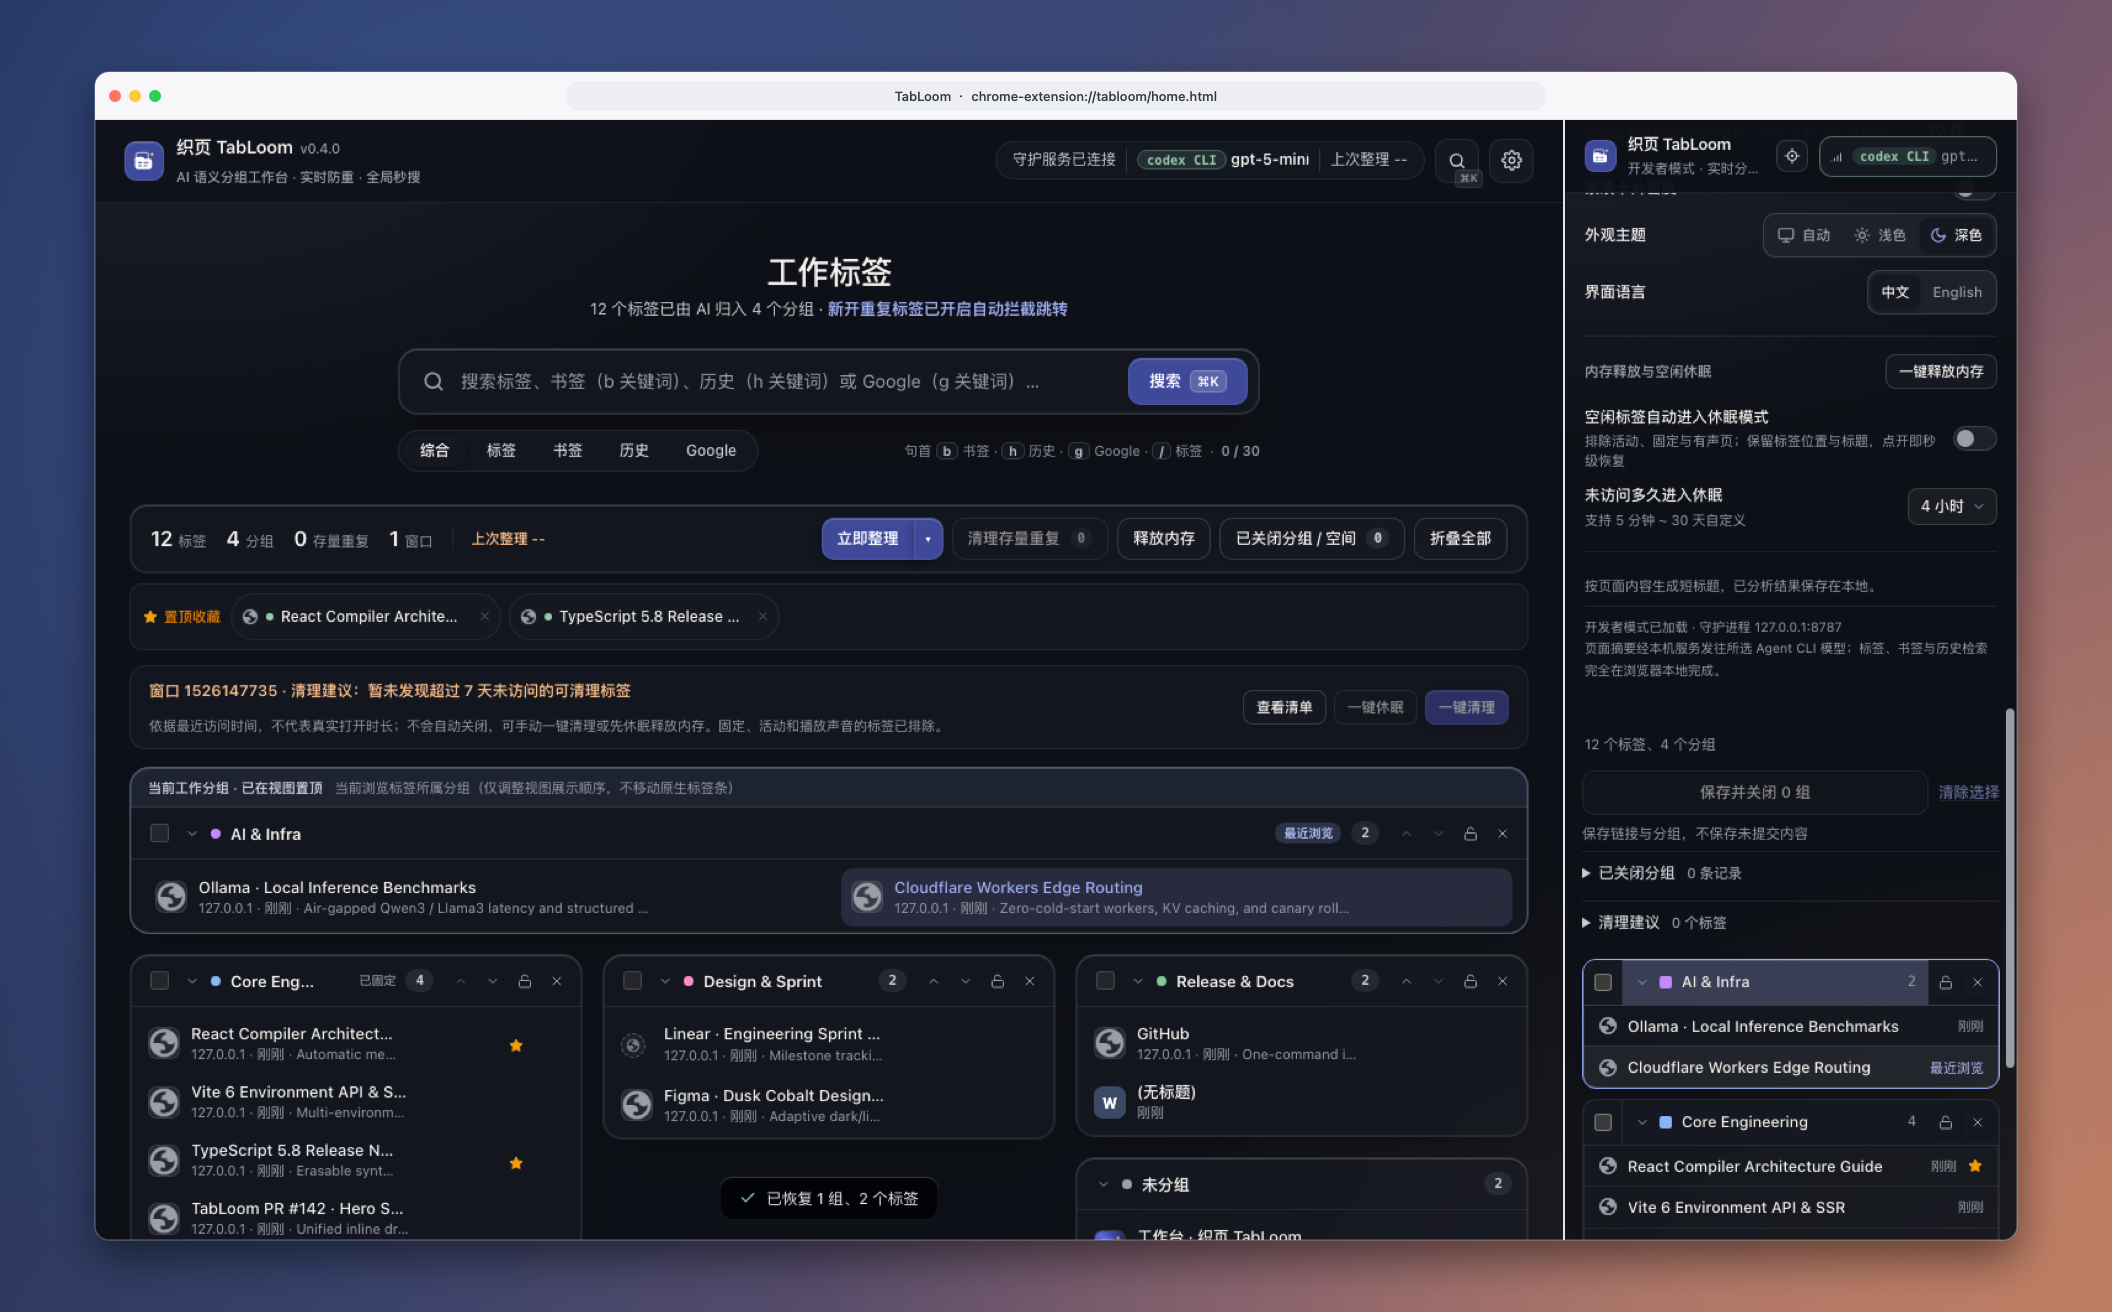 TabLoom · chrome-extension://tabloom/home.html
织页 TabLoom v0.4.0
AI 语义分组工作台 · 实时防重 · 全局秒搜
守护服务已连接 codex CLI gpt-5-mini 上次整理 --
⌘K
工作标签
12 个标签已由 AI 归入 4 个分组 · 新开重复标签已开启自动拦截跳转
搜索标签、书签（b 关键词）、历史（h 关键词）或 Google（g 关键词） ...
搜索 ⌘K
综合 标签 书签 历史 Google
句首 b 书签 · h 历史 · g Google · / 标签 · 0 / 30
12 标签 4 分组 0 存量重复 1 窗口 上次整理 --
立即整理 清理存量重复 0 释放内存 已关闭分组 / 空间 0 折叠全部
置顶收藏 React Compiler Archite... TypeScript 5.8 Release ...
窗口 1526147735 · 清理建议：暂未发现超过 7 天未访问的可清理标签
依据最近访问时间，不代表真实打开时长；不会自动关闭，可手动一键清理或先休眠释放内存。固定、活动和播放声音的标签已排除。
查看清单 一键休眠 一键清理
当前工作分组 · 已在视图置顶 当前浏览标签所属分组（仅调整视图展示顺序，不移动原生标签条）
AI & Infra 最近浏览 2
Ollama · Local Inference Benchmarks
127.0.0.1 · 刚刚 · Air-gapped Qwen3 / Llama3 latency and structured ...
Cloudflare Workers Edge Routing
127.0.0.1 · 刚刚 · Zero-cold-start workers, KV caching, and canary roll...
Core Eng... 已固定 4
React Compiler Architect...
127.0.0.1 · 刚刚 · Automatic me...
Vite 6 Environment API & S...
127.0.0.1 · 刚刚 · Multi-environm...
TypeScript 5.8 Release N...
127.0.0.1 · 刚刚 · Erasable synt...
TabLoom PR #142 · Hero S...
127.0.0.1 · 刚刚 · Unified inline dr...
Design & Sprint 2
Linear · Engineering Sprint ...
127.0.0.1 · 刚刚 · Milestone tracki...
Figma · Dusk Cobalt Design...
127.0.0.1 · 刚刚 · Adaptive dark/li...
Release & Docs 2
GitHub
127.0.0.1 · 刚刚 · One-command i...
W
(无标题)
刚刚
未分组 2
工作台 · 织页 TabLoom
已恢复 1 组、2 个标签
织页 TabLoom
开发者模式 · 实时分...
codex CLI gpt...
外观主题 自动 浅色 深色
界面语言 中文 English
内存释放与空闲休眠 一键释放内存
空闲标签自动进入休眠模式
排除活动、固定与有声页；保留标签位置与标题，点开即秒
级恢复
未访问多久进入休眠
支持 5 分钟 ~ 30 天自定义
4 小时
按页面内容生成短标题，已分析结果保存在本地。
开发者模式已加载 · 守护进程 127.0.0.1:8787
页面摘要经本机服务发往所选 Agent CLI 模型；标签、书签与历史检索
完全在浏览器本地完成。
12 个标签、4 个分组
保存并关闭 0 组 清除选择
保存链接与分组，不保存未提交内容
已关闭分组 0 条记录
清理建议 0 个标签
AI & Infra 2
Ollama · Local Inference Benchmarks 刚刚
Cloudflare Workers Edge Routing 最近浏览
Core Engineering 4
React Compiler Architecture Guide 刚刚
Vite 6 Environment API & SSR 刚刚